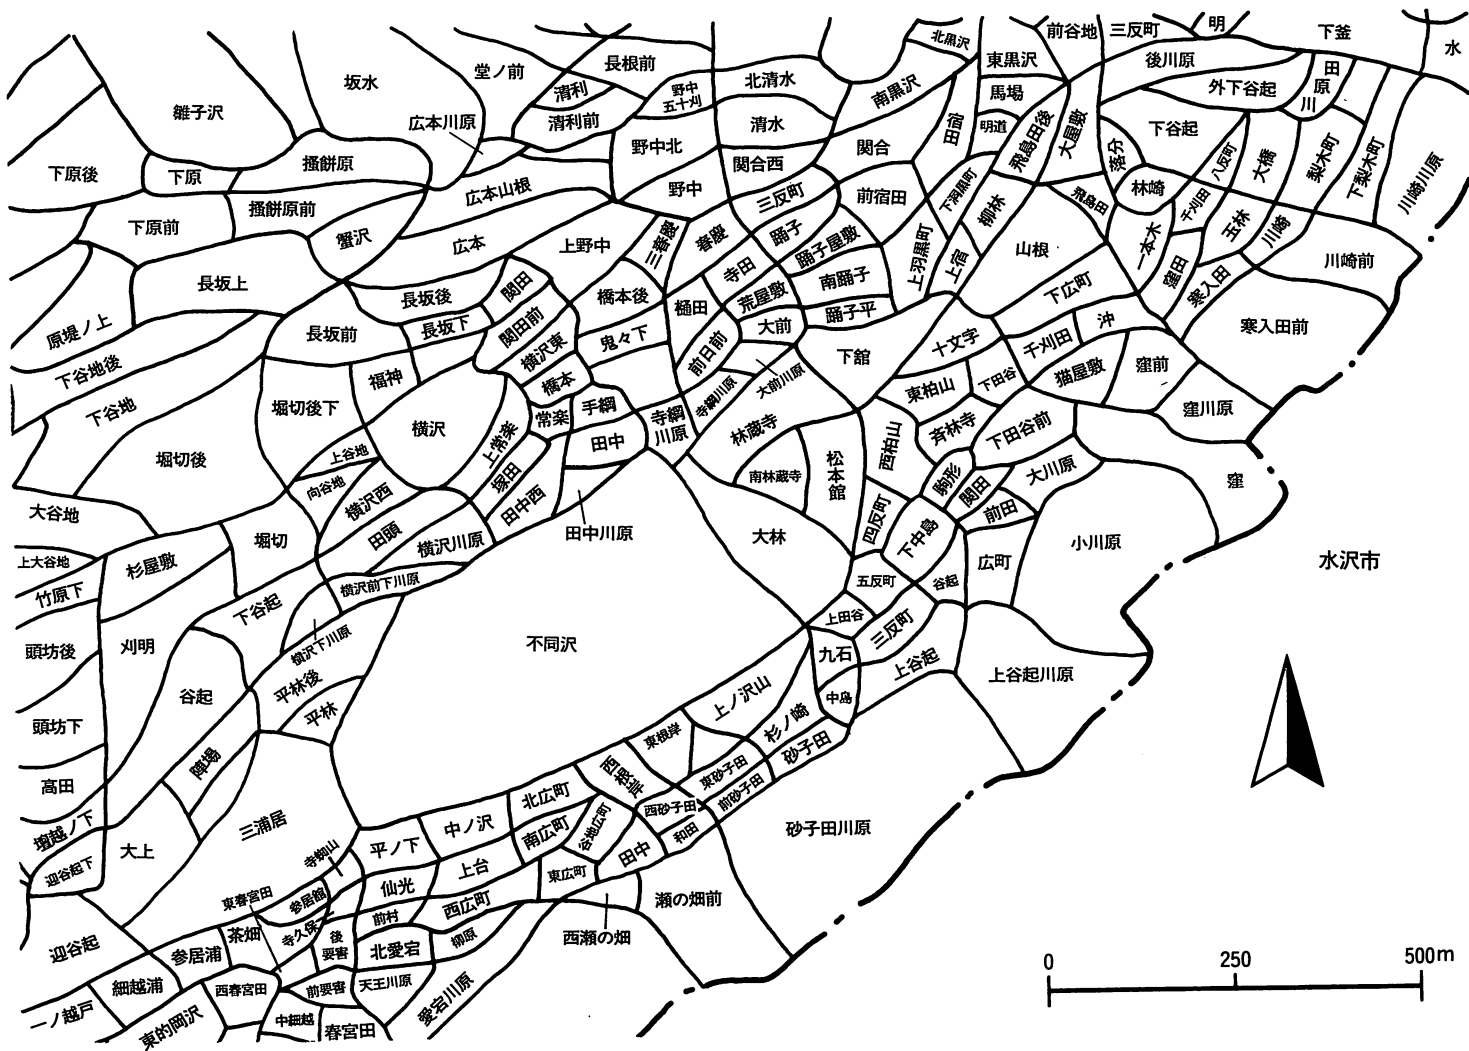 北黒沢
前谷地
三反町
明
下釜
水
東黒沢
後川原
長根前
堂ノ前
坂水
北清水
南黒沢
馬場
外下谷起
田
原
川
清利
野中
五十刈
雉子沢
広本川原
清利前
清水
宿田
明道
飛島田後
大屋敷
下谷起
落合
八反町
大橋
梨木町
下梨木町
川崎川原
野中北
関合西
関合
下原後
下原
掻餅原
広本山根
野中
三反町
前宿田
下河黒町
柳林
飛島田
林崎
千刈田
玉林
川崎
下原前
掻餅原前
蟹沢
広本
上野中
三春慶
春慶
踊子
踊子屋敷
上羽黒町
上宿
山根
一本木
窪田
寒入田
川崎前
長坂上
長坂後
関田
橋本後
樋田
寺田
荒屋敷
南踊子
下広町
原堤ノ上
長坂前
長坂下
関田前
横沢東
鬼々下
前日前
大前
踊子平
下舘
十文字
千刈田
沖
寒入田前
下谷地後
下谷地
福神
橋本
寺綱川原
大前川原
東柏山
下田谷
猫屋敷
窪前
堀切後下
横沢
常楽
手綱
寺綱
川原
林蔵寺
斉林寺
下田谷前
窪川原
堀切後
上谷地
上常楽
田中
南林蔵寺
松本館
西柏山
駒形
関田
大川原
窪
向谷地
横沢西
塚田
田中西
大谷地
堀切
田頭
横沢川原
田中川原
大林
四反町
下中島
前田
小川原
水沢市
上大谷地
杉屋敷
竹原下
横沢前下川原
五反町
谷起
広町
下谷起
頭坊後
刈明
横沢下川原
不同沢
上田谷
三反町
九石
上谷起
上谷起川原
谷起
平林後
平林
上ノ沢山
中島
頭坊下
陣場
東根岸
杉ノ崎
砂子田
高田
西根岸
東砂子田
前砂子田
北広町
西砂子田
壇越ノ下
三浦居
中ノ沢
南広町
谷地広町
和田
砂子田川原
大上
寺蜘山
平ノ下
上台
田中
迎谷起下
東春宮田
参居館
仙光
東広町
瀬の畑前
迎谷起
参居浦
茶畑
寺久保
後
要害
前村
西広町
北愛宕
柳原
西瀬の畑
細越浦
西春宮田
前要害
天王川原
愛宕川原
一ノ越戸
東的岡沢
中細越
春宮田
0
250
500m